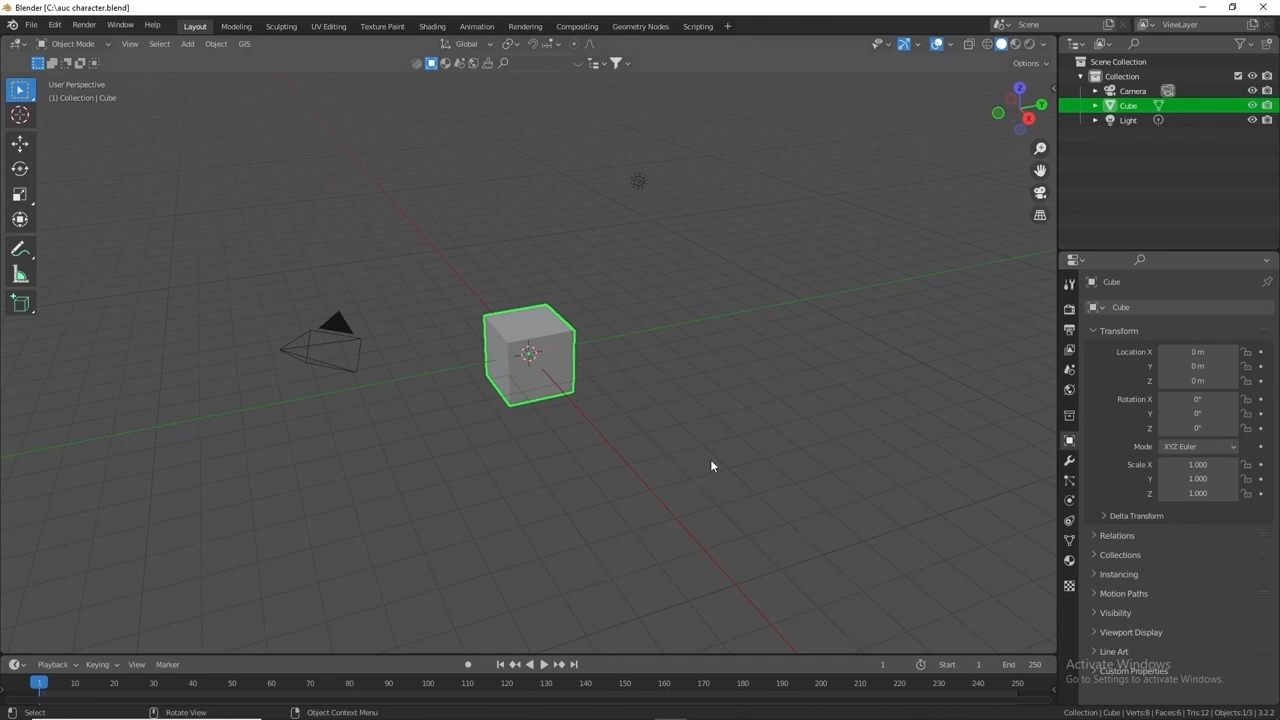 Blender [C:\auc character.blend]
File Edit Render Window Help Layout Modeling Sculpting UV Editing Texture Paint Shading Animation Rendering Compositing Geometry Nodes Scripting + Scene ViewLayer
Object Mode View Select Add Object GIS Global
Options
User Perspective
(1) Collection | Cube
Z
Y
X
Scene Collection
Collection
Camera
Cube
Light
Cube
Cube
Transform
Location X 0 m
Y 0 m
Z 0 m
Rotation X 0°
Y 0°
Z 0°
Mode XYZ Euler
Scale X 1.000
Y 1.000
Z 1.000
Delta Transform
Relations
Collections
Instancing
Motion Paths
Visibility
Viewport Display
Line Art
Custom Properties
Activate Windows
Go to Settings to activate Windows.
Playback Keying View Marker 1 Start 1 End 250
1 10 20 30 40 50 60 70 80 90 100 110 120 130 140 150 160 170 180 190 200 210 220 230 240 250
Select Rotate View Object Context Menu Collection | Cube | Verts:8 | Faces:6 | Tris:12 | Objects:1/3 | 3.2.2